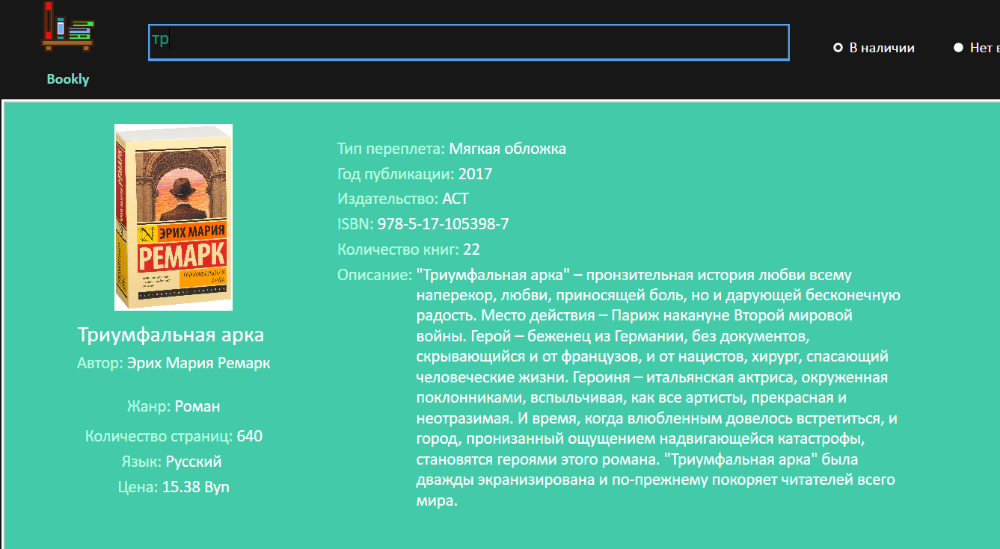 тр
В наличии
Нет в
Bookly
ЭРИХ МАРИЯ
РЕМАРК
ТРИУМФАЛЬНАЯ
АРКА
Триумфальная арка
Автор: Эрих Мария Ремарк
Жанр: Роман
Количество страниц: 640
Язык: Русский
Цена: 15.38 Byn
Тип переплета: Мягкая обложка
Год публикации: 2017
Издательство: АСТ
ISBN: 978-5-17-105398-7
Количество книг: 22
Описание: "Триумфальная арка" – пронзительная история любви всему
наперекор, любви, приносящей боль, но и дарующей бесконечную
радость. Место действия – Париж накануне Второй мировой
войны. Герой – беженец из Германии, без документов,
скрывающийся и от французов, и от нацистов, хирург, спасающий
человеческие жизни. Героиня – итальянская актриса, окруженная
поклонниками, вспыльчивая, как все артисты, прекрасная и
неотразимая. И время, когда влюбленным довелось встретиться, и
город, пронизанный ощущением надвигающейся катастрофы,
становятся героями этого романа. "Триумфальная арка" была
дважды экранизирована и по-прежнему покоряет читателей всего
мира.